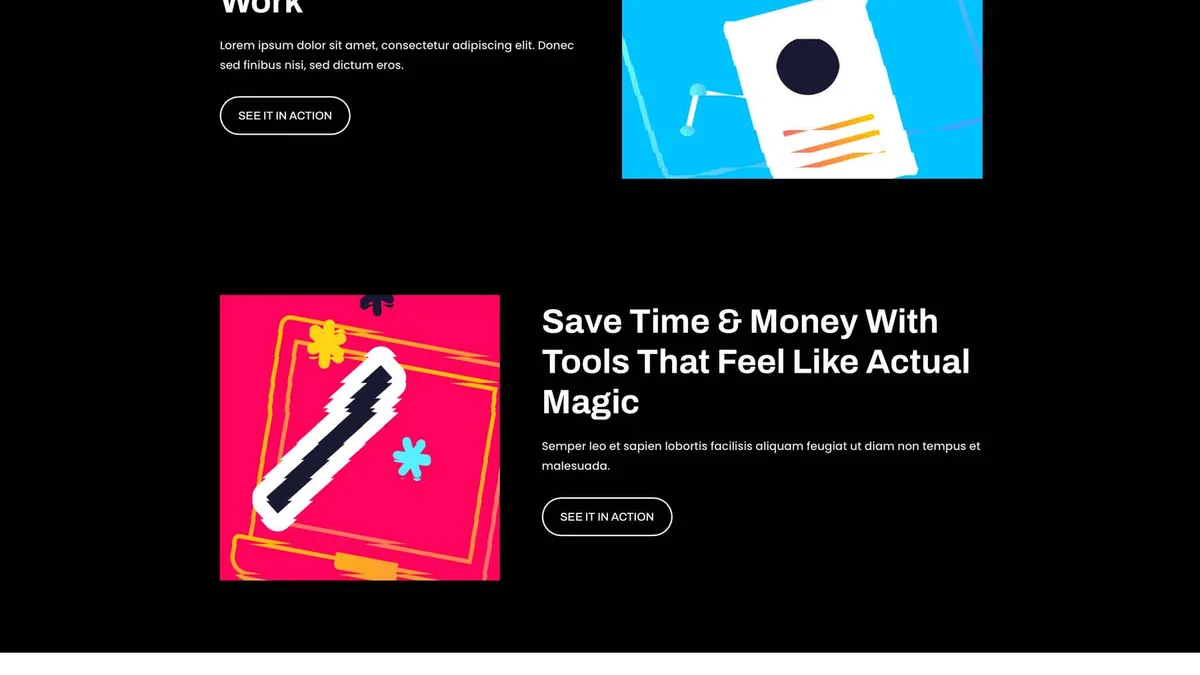 Work
Lorem ipsum dolor sit amet, consectetur adipiscing elit. Donec
sed finibus nisi, sed dictum eros.
SEE IT IN ACTION
Save Time & Money With
Tools That Feel Like Actual
Magic
Semper leo et sapien lobortis facilisis aliquam feugiat ut diam non tempus et
malesuada.
SEE IT IN ACTION